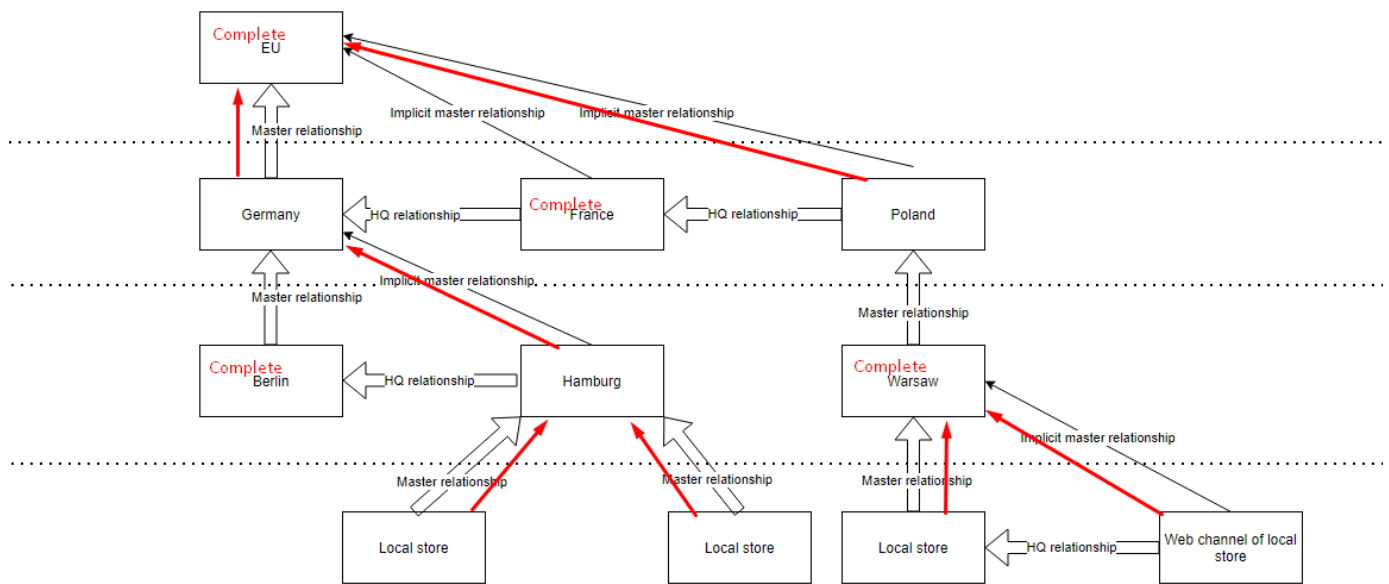 Complete
EU
Implicit master relationship
Implicit master relationship
Master relationship
Germany
HQ relationship
Complete
France
HQ relationship
Poland
Implicit master relationship
Master relationship
Master relationship
Complete
Berlin
HQ relationship
Hamburg
Complete
Warsaw
Implicit master relationship
Master relationship
Master relationship
Master relationship
Local store
Local store
Local store
HQ relationship
Web channel of local
store